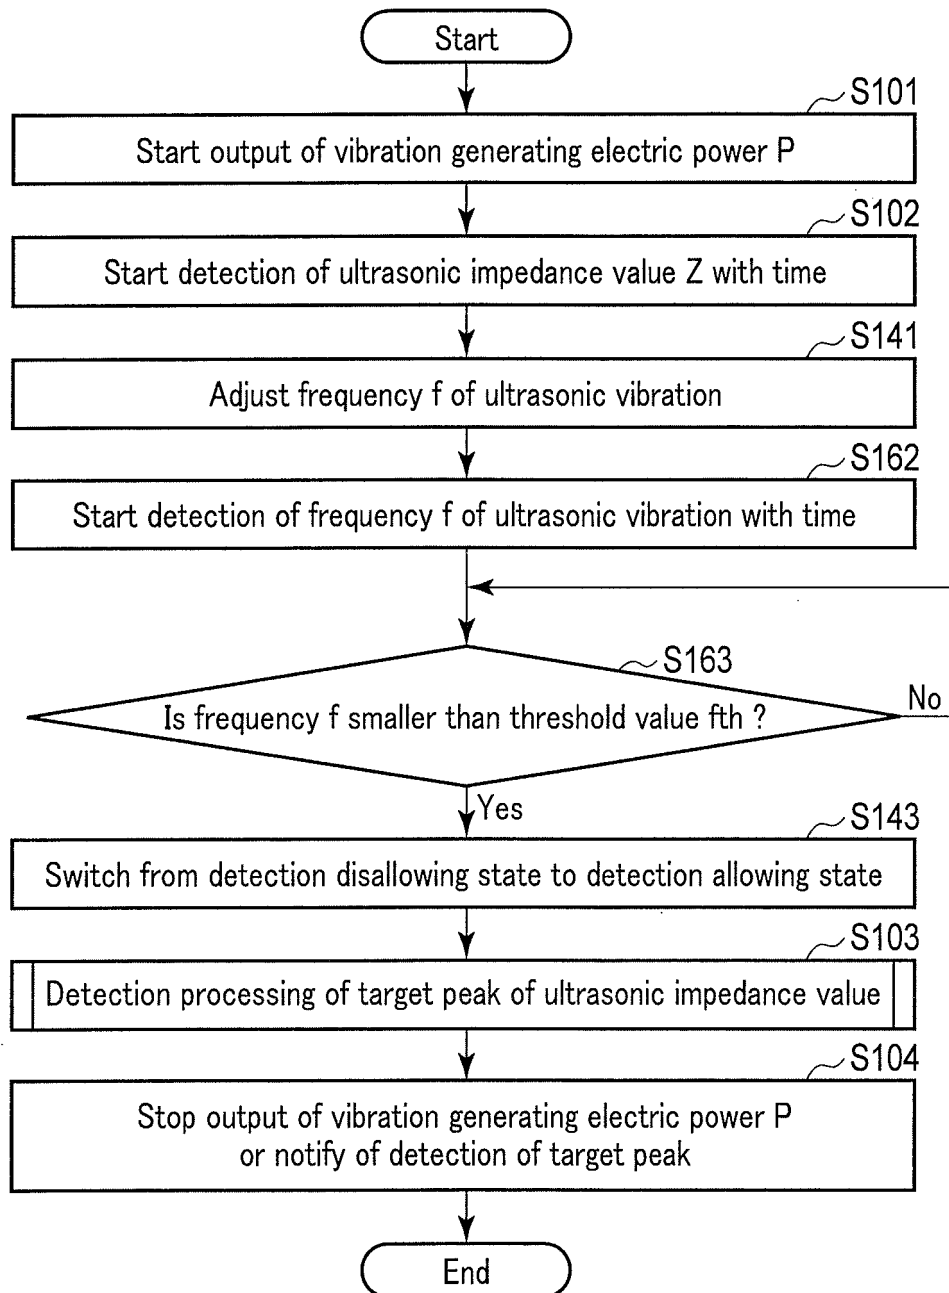 Start
S101
Start output of vibration generating electric power P
S102
Start detection of ultrasonic impedance value Z with time
S141
Adjust frequency f of ultrasonic vibration
S162
Start detection of frequency f of ultrasonic vibration with time
S163
Is frequency f smaller than threshold value fth ?
No
Yes
S143
Switch from detection disallowing state to detection allowing state
S103
Detection processing of target peak of ultrasonic impedance value
S104
Stop output of vibration generating electric power P
or notify of detection of target peak
End